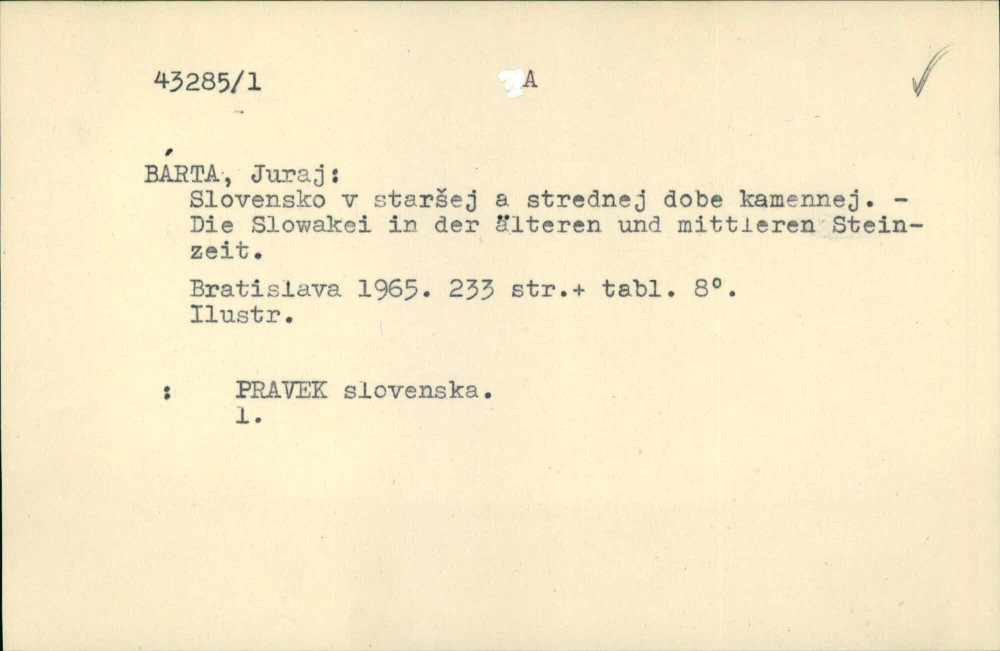 43285/1 A
BÁRTA, Juraj:
Slovensko v staršej a strednej dobe kamennej. -
Die Slowakei in der älteren und mittleren Stein-
zeit.
Bratislava 1965. 233 str.+ tabl. 8°.
Ilustr.
: PRAVEK slovenska.
1.